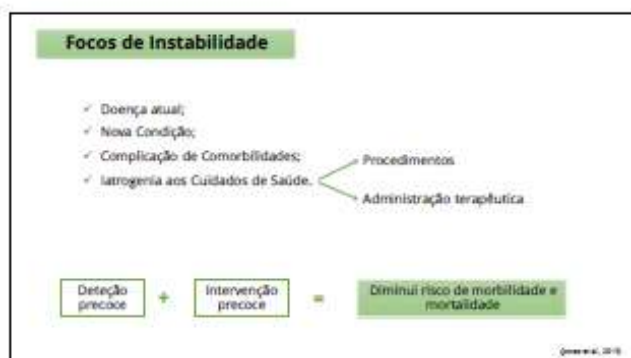 Focos de Instabilidade
✓ Doença atual;
✓ Nova Condição;
✓ Complicação de Comorbilidades;
✓ Iatrogenia aos Cuidados de Saúde.
Procedimentos
Administração terapêutica
Deteção
precoce
+
Intervenção
precoce
=
Diminui risco de morbilidade e
mortalidade